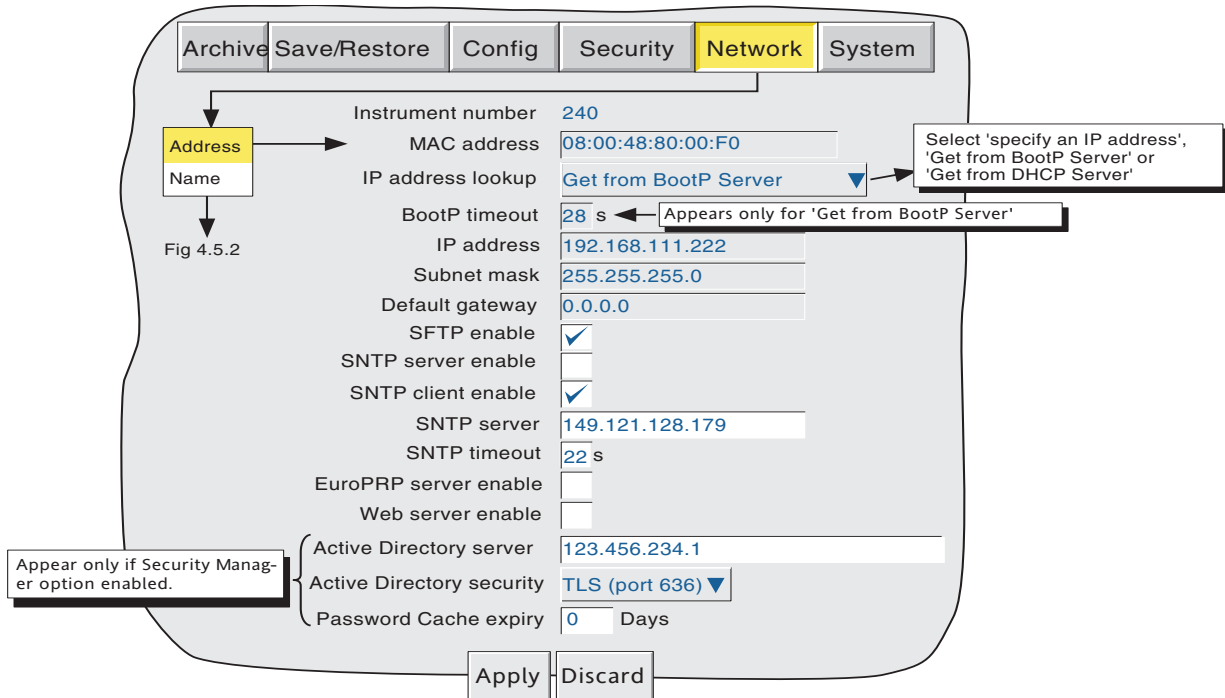 Archive Save/Restore Config Security Network System
Instrument number 240
Address
MAC address 08:00:48:80:00:F0
Select 'specify an IP address',
'Get from BootP Server' or
'Get from DHCP Server'
Name
IP address lookup Get from BootP Server
BootP timeout 28 s Appears only for 'Get from BootP Server'
Fig 4.5.2
IP address 192.168.111.222
Subnet mask 255.255.255.0
Default gateway 0.0.0.0
SFTP enable
SNTP server enable
SNTP client enable
SNTP server 149.121.128.179
SNTP timeout 22 s
EuroPRP server enable
Web server enable
Appear only if Security Manag-
er option enabled.
Active Directory server 123.456.234.1
Active Directory security TLS (port 636)
Password Cache expiry 0 Days
Apply Discard